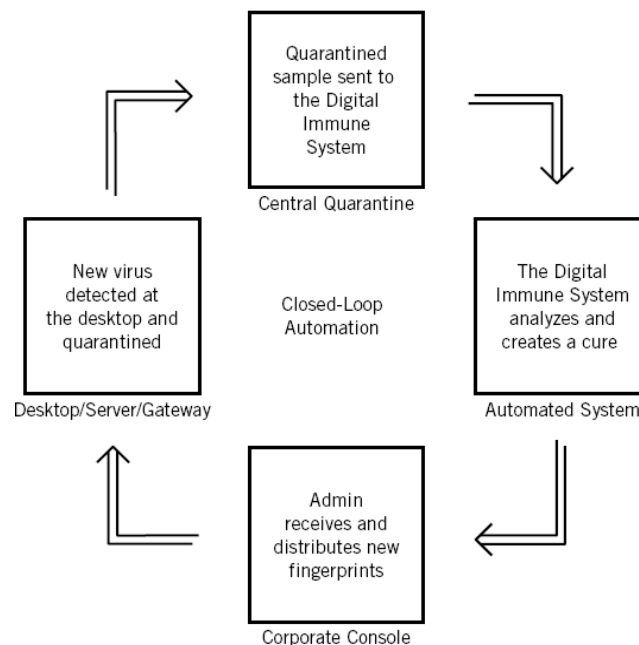 Quarantined
sample sent to
the Digital
Immune
System
Central Quarantine
New virus
detected at
the desktop and
quarantined
Desktop/Server/Gateway
Closed-Loop
Automation
The Digital
Immune System
analyzes and
creates a cure
Automated System
Admin
receives and
distributes new
fingerprints
Corporate Console